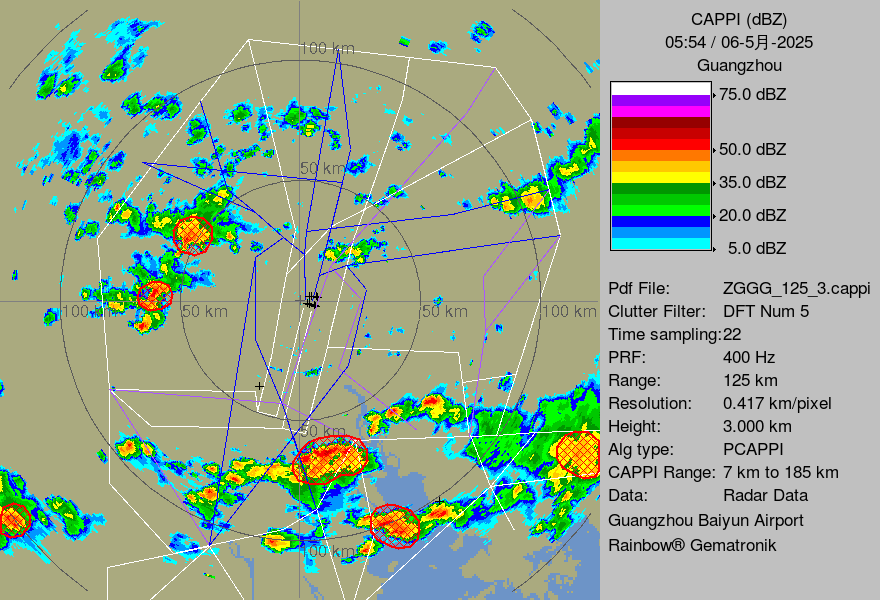 CAPPI (dBZ)
05:54 / 06-5月-2025
Guangzhou
75.0 dBZ
50.0 dBZ
35.0 dBZ
20.0 dBZ
5.0 dBZ
Pdf File: ZGGG_125_3.cappi
Clutter Filter: DFT Num 5
Time sampling:22
PRF: 400 Hz
Range: 125 km
Resolution: 0.417 km/pixel
Height: 3.000 km
Alg type: PCAPPI
CAPPI Range: 7 km to 185 km
Data: Radar Data
Guangzhou Baiyun Airport
Rainbow® Gematronik
100 km
50 km
100 km 50 km 50 km 100 km
50 km
100 km